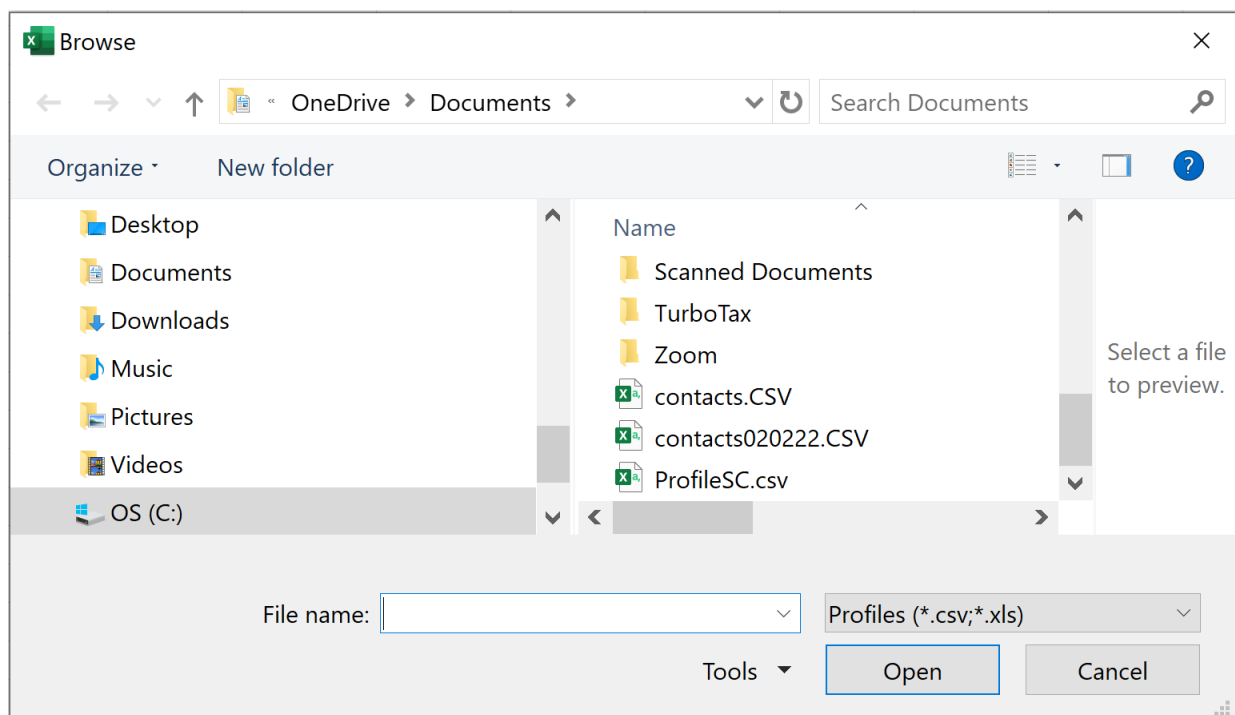 Browse
« OneDrive > Documents >
Search Documents
Organize
New folder
?
Desktop
Documents
Downloads
Music
Pictures
Videos
OS (C:)
Name
Scanned Documents
TurboTax
Zoom
contacts.CSV
contacts020222.CSV
ProfileSC.csv
Select a file
to preview.
File name:
Profiles (*.csv;*.xls)
Tools
Open
Cancel